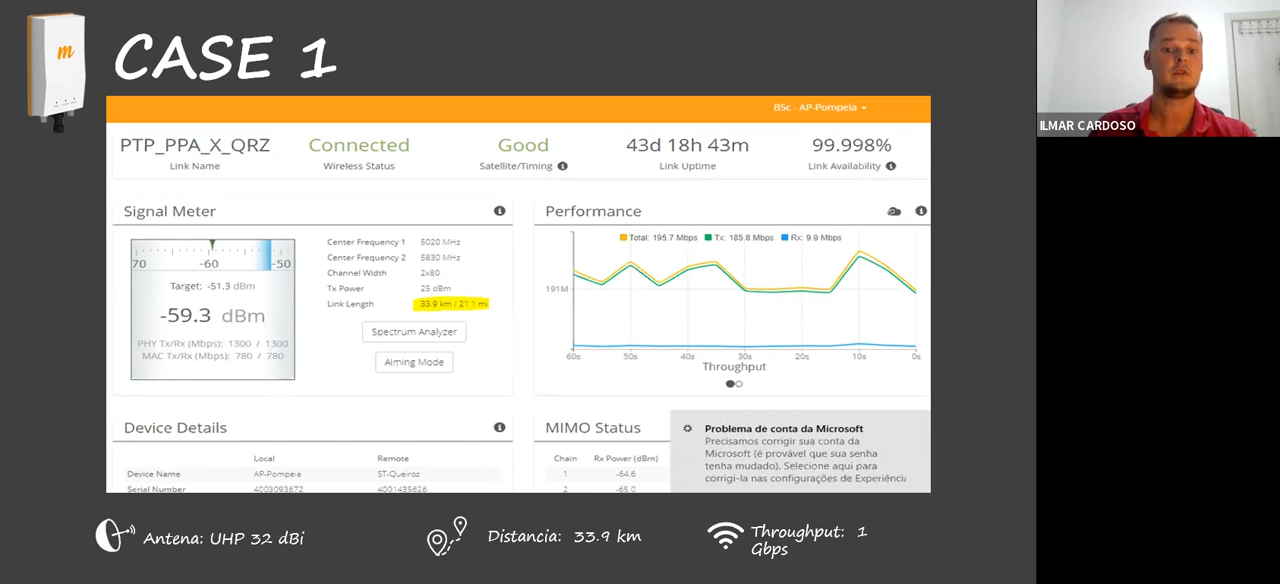 m
CASE 1
ILMAR CARDOSO
BSc - AP-Pompeia
PTP_PPA_X_QRZ
Connected
Good
43d 18h 43m
99.998%
Link Name
Wireless Status
Satellite/Timing
Link Uptime
Link Availability
Signal Meter
70
-60
-50
Target: -51.3 dBm
-59.3 dBm
PHY Tx/Rx (Mbps): 1300 / 1300
MAC Tx/Rx (Mbps): 780 / 780
Center Frequency 1 5020 MHz
Center Frequency 2 5830 MHz
Channel Width 2x80
Tx Power 25 dBm
Link Length 33.9 km / 21.1 mi
Spectrum Analyzer
Aiming Mode
Performance
Total: 195.7 Mbps Tx: 185.8 Mbps Rx: 9.9 Mbps
191M
60s 50s 40s 30s 20s 10s 0s
Throughput
Device Details
Local Remote
Device Name AP-Pompeia ST-Queiroz
Serial Number 4003093672 4001435626
MIMO Status
Chain Rx Power (dBm)
1 -64.6
2 -65.0
Problema de conta da Microsoft
Precisamos corrigir sua conta da
Microsoft (é provável que sua senha
tenha mudado). Selecione aqui para
corrigi-la nas configurações de Experiência
Antena: UHP 32 dBi
Distancia: 33.9 km
Throughput: 1
Gbps